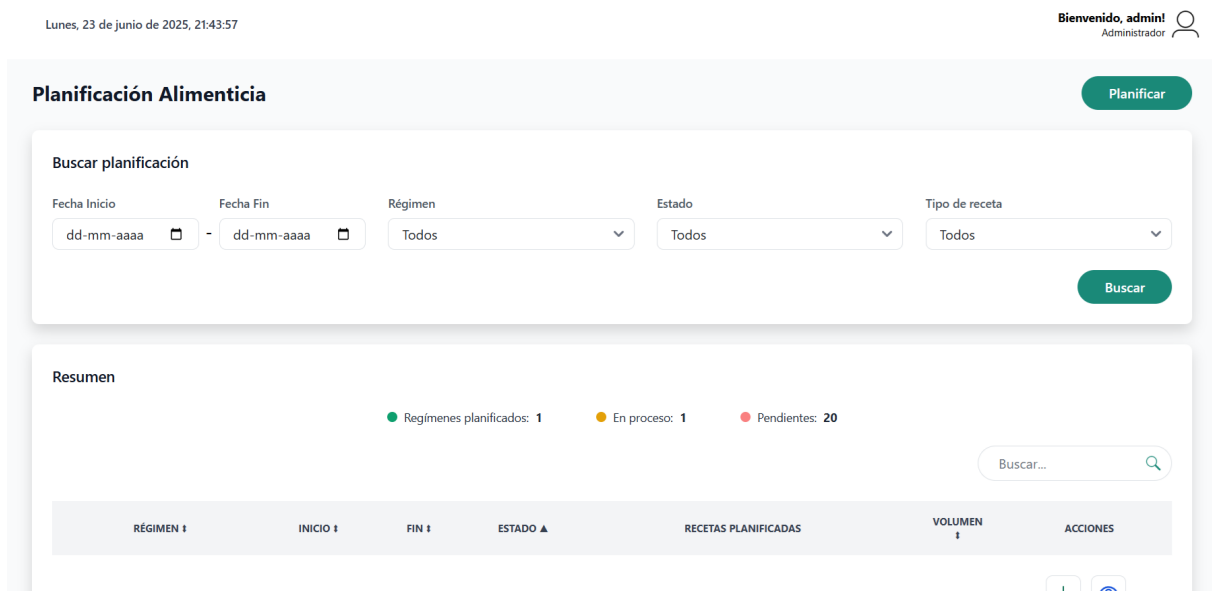 Lunes, 23 de junio de 2025, 21:43:57
Bienvenido, admin!
Administrador
Planificación Alimenticia
Planificar
Buscar planificación
Fecha Inicio
Fecha Fin
Régimen
Estado
Tipo de receta
dd-mm-aaaa - dd-mm-aaaa
Todos
Todos
Todos
Buscar
Resumen
Regímenes planificados: 1
En proceso: 1
Pendientes: 20
Buscar...
RÉGIMEN INICIO FIN ESTADO RECETAS PLANIFICADAS VOLUMEN ACCIONES